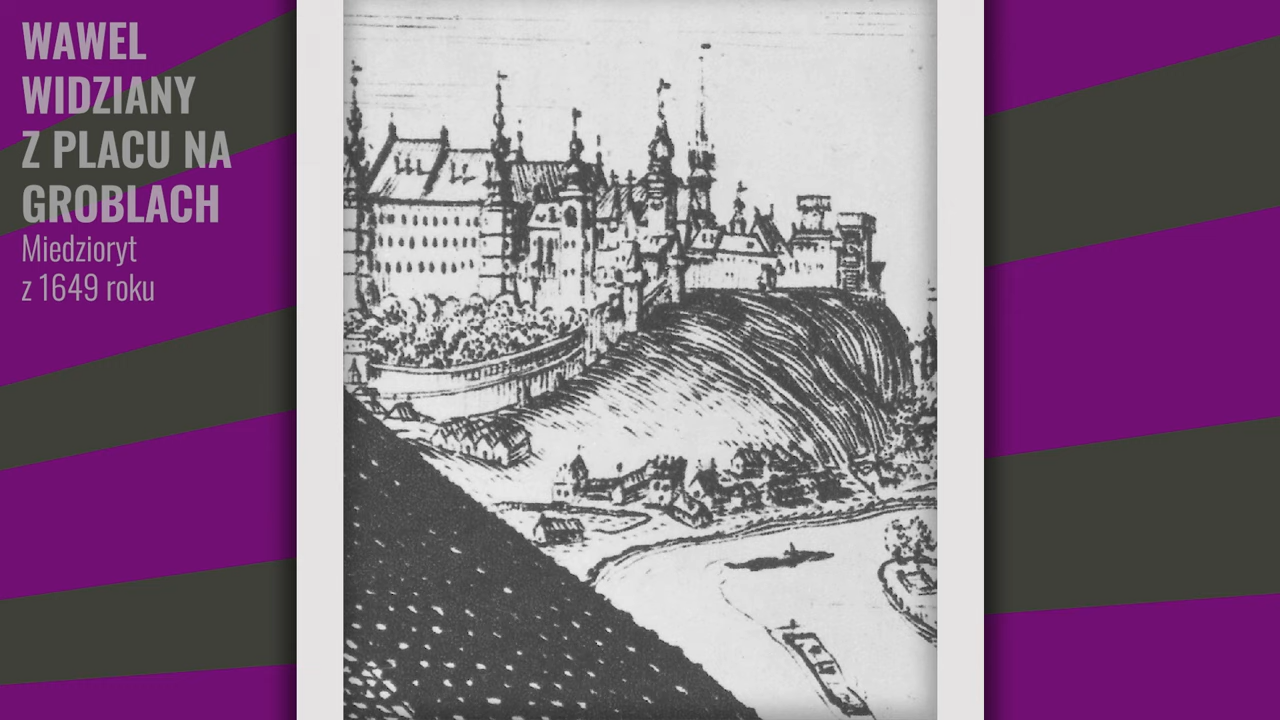 WAWEL
WIDZIANY
Z PLACU NA
GROBLACH
Miedzioryt
z 1649 roku